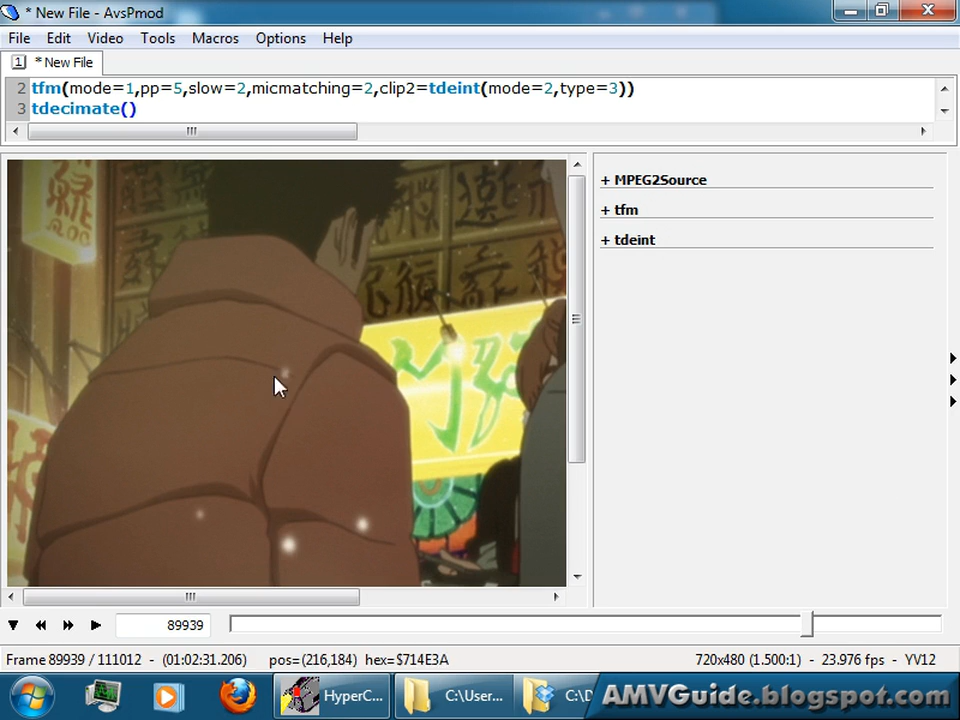 * New File - AvsPmod
File Edit Video Tools Macros Options Help
1 * New File
2 tfm(mode=1,pp=5,slow=2,micmatching=2,clip2=tdeint(mode=2,type=3))
3 tdecimate()
+ MPEG2Source
+ tfm
+ tdeint
89939
Frame 89939 / 111012 - (01:02:31.206) pos=(216,184) hex=$714E3A 720x480 (1.500:1) - 23.976 fps - YV12
HyperC... C:\User... C:\D
AMVGuide.blogspot.com